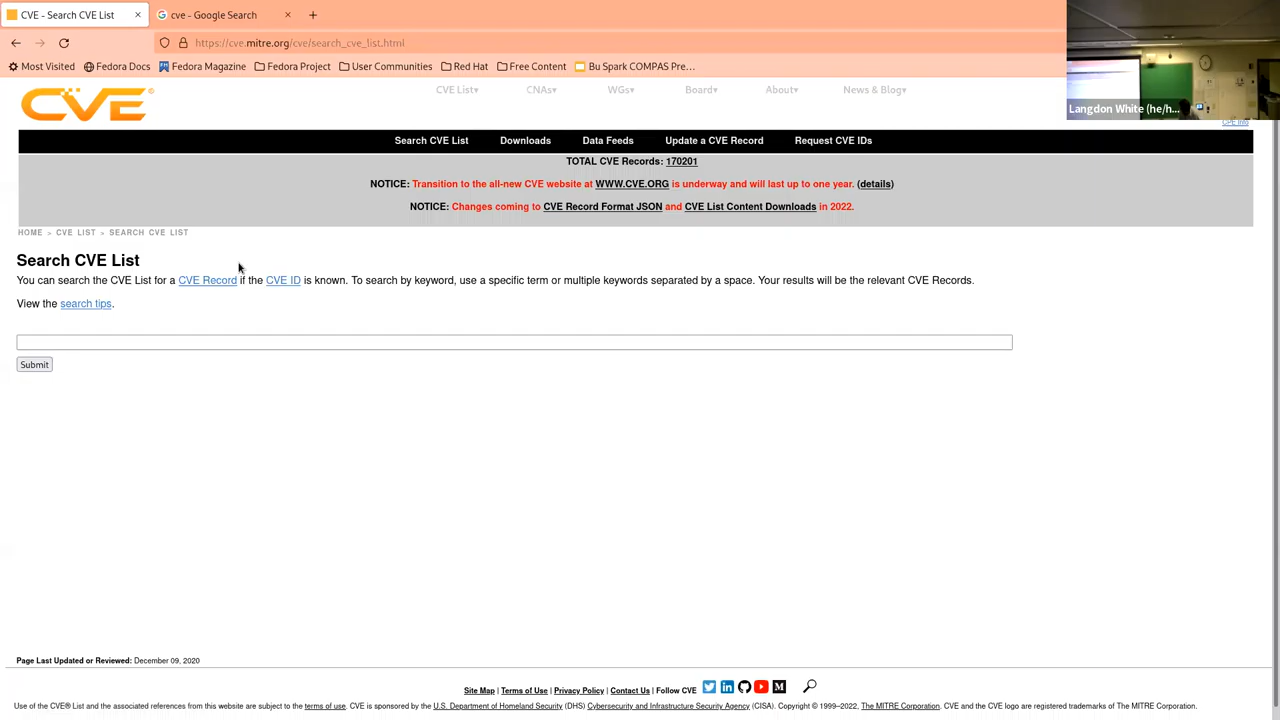 CVE - Search CVE List
cve - Google Search
https://cve.mitre.org/cve/search_cve_list.html
Most Visited
Fedora Docs
Fedora Magazine
Fedora Project
User Communities
Red Hat
Free Content
Bu Spark COMPAS Pre…
Langdon White (he/h...
CVE
CVE List▾
CNAs▾
WGs▾
Board▾
About▾
News & Blog▾
CPE Info
Search CVE List
Downloads
Data Feeds
Update a CVE Record
Request CVE IDs
TOTAL CVE Records: 170201
NOTICE: Transition to the all-new CVE website at WWW.CVE.ORG is underway and will last up to one year. (details)
NOTICE: Changes coming to CVE Record Format JSON and CVE List Content Downloads in 2022.
HOME > CVE LIST > SEARCH CVE LIST
Search CVE List
You can search the CVE List for a CVE Record if the CVE ID is known. To search by keyword, use a specific term or multiple keywords separated by a space. Your results will be the relevant CVE Records.
View the search tips.
Submit
Page Last Updated or Reviewed: December 09, 2020
Site Map | Terms of Use | Privacy Policy | Contact Us | Follow CVE
Use of the CVE® List and the associated references from this website are subject to the terms of use. CVE is sponsored by the U.S. Department of Homeland Security (DHS) Cybersecurity and Infrastructure Security Agency (CISA). Copyright © 1999–2022, The MITRE Corporation. CVE and the CVE logo are registered trademarks of The MITRE Corporation.